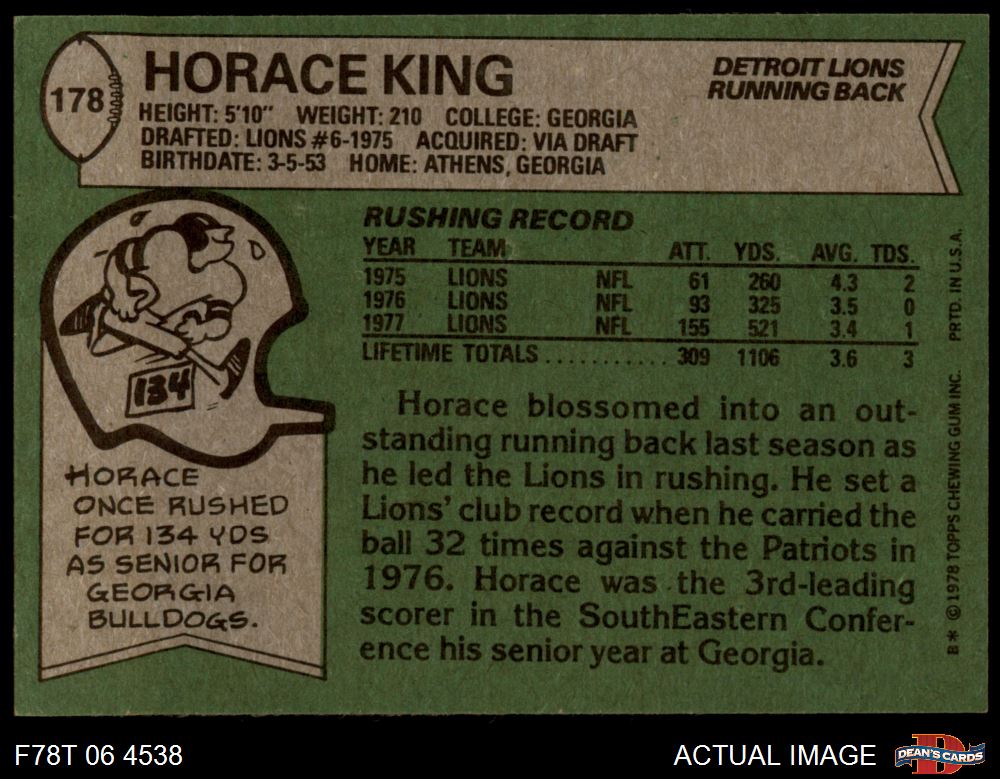 178
HORACE KING
DETROIT LIONS
RUNNING BACK
HEIGHT: 5'10" WEIGHT: 210 COLLEGE: GEORGIA
DRAFTED: LIONS #6-1975 ACQUIRED: VIA DRAFT
BIRTHDATE: 3-5-53 HOME: ATHENS, GEORGIA
RUSHING RECORD
YEAR TEAM ATT. YDS. AVG. TDS.
1975 LIONS NFL 61 260 4.3 2
1976 LIONS NFL 93 325 3.5 0
1977 LIONS NFL 155 521 3.4 1
LIFETIME TOTALS ............ 309 1106 3.6 3
134
HORACE
ONCE RUSHED
FOR 134 YDS
AS SENIOR FOR
GEORGIA
BULLDOGS.
Horace blossomed into an out-
standing running back last season as
he led the Lions in rushing. He set a
Lions' club record when he carried the
ball 32 times against the Patriots in
1976. Horace was the 3rd-leading
scorer in the SouthEastern Confer-
ence his senior year at Georgia.
B* ©1978 TOPPS CHEWING GUM INC. PRTD. IN U.S.A.
F78T 06 4538
ACTUAL IMAGE
DEAN'S CARDS